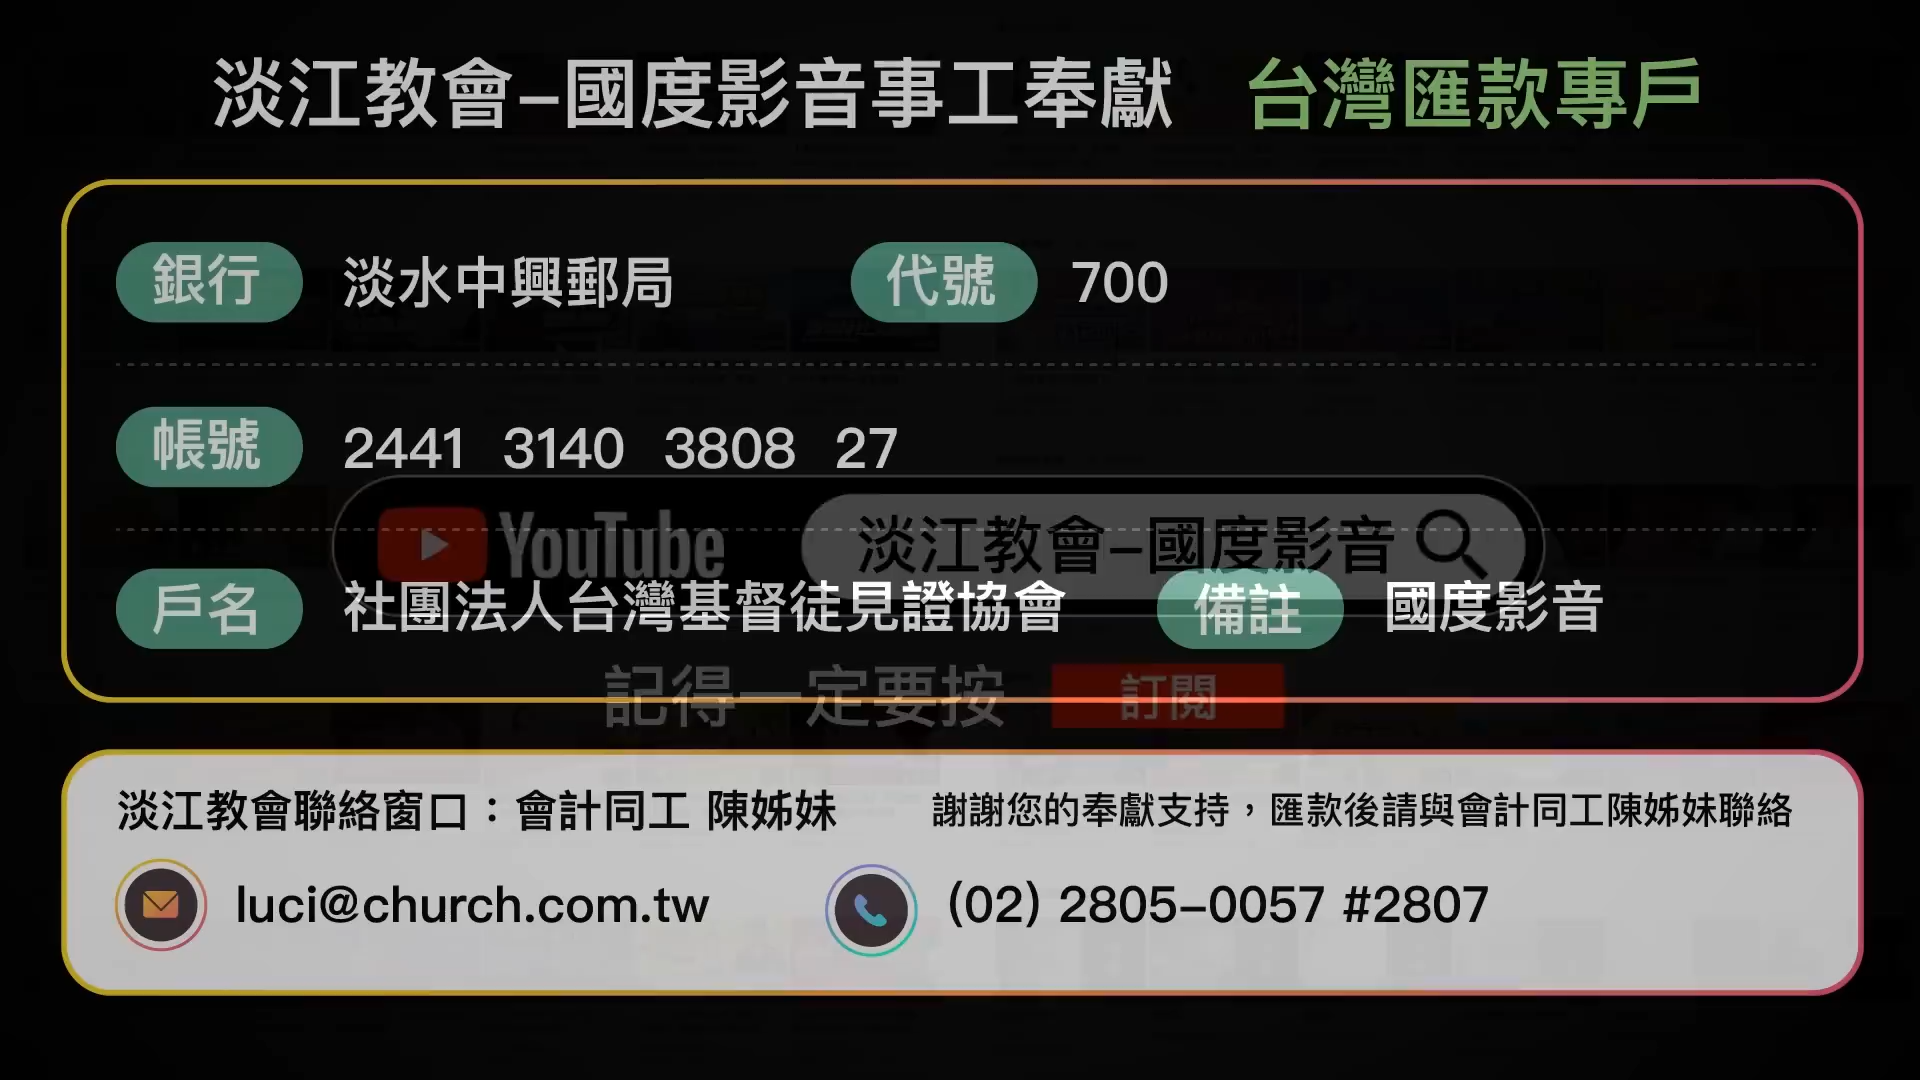 淡江教會–國度影音事工奉獻 台灣匯款專戶
銀行 淡水中興郵局 代號 700
帳號 2441 3140 3808 27
YouTube 淡江教會–國度影音
戶名 社團法人台灣基督徒見證協會 備註 國度影音
記得一定要按 訂閱
淡江教會聯絡窗口：會計同工 陳姊妹 謝謝您的奉獻支持，匯款後請與會計同工陳姊妹聯絡
luci@church.com.tw (02) 2805–0057 #2807